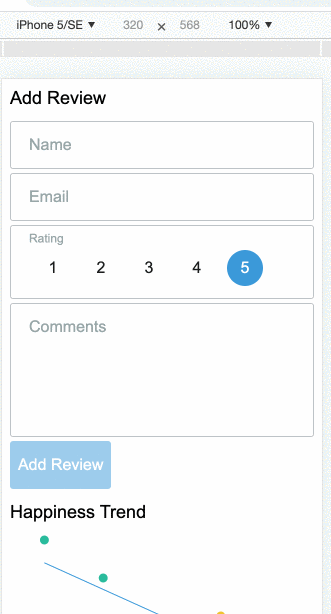 iPhone 5/SE ▼ 320 × 568 100% ▼
Add Review
Name
Email
Rating
1 2 3 4 5
Comments
Add Review
Happiness Trend